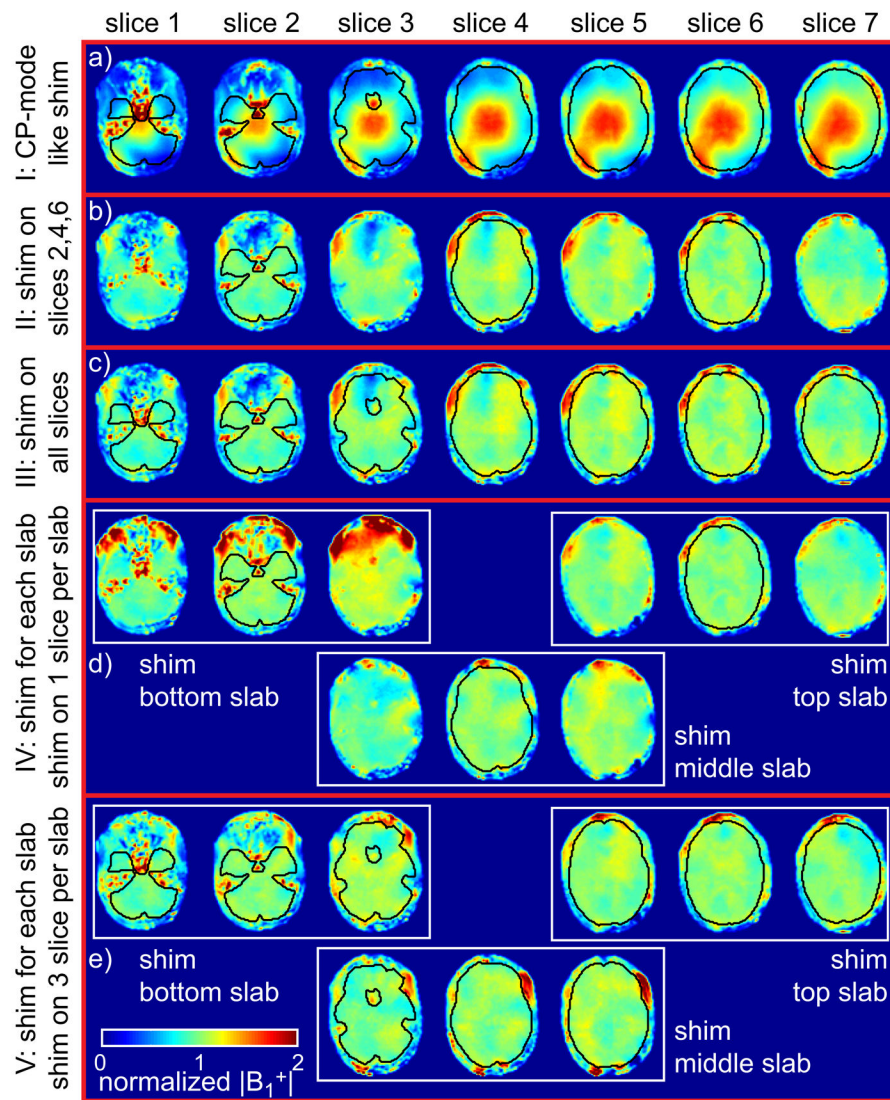 slice 1 slice 2 slice 3 slice 4 slice 5 slice 6 slice 7
I: CP-mode
like shim
a)
II: shim on
slices 2,4,6
b)
III: shim on
all slices
c)
IV: shim for each slab
shim on 1 slice per slab
d) shim
bottom slab
shim
top slab
shim
middle slab
V: shim for each slab
shim on 3 slice per slab
e) shim
bottom slab
shim
top slab
shim
middle slab
0 1 2
normalized |B₁⁺|